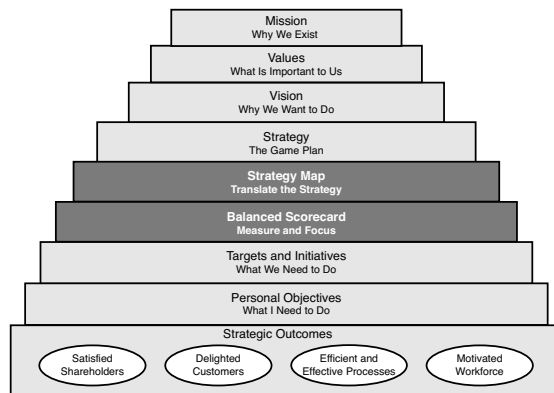 Mission
Why We Exist
Values
What Is Important to Us
Vision
Why We Want to Do
Strategy
The Game Plan
Strategy Map
Translate the Strategy
Balanced Scorecard
Measure and Focus
Targets and Initiatives
What We Need to Do
Personal Objectives
What I Need to Do
Strategic Outcomes
Satisfied
Shareholders
Delighted
Customers
Efficient and
Effective Processes
Motivated
Workforce